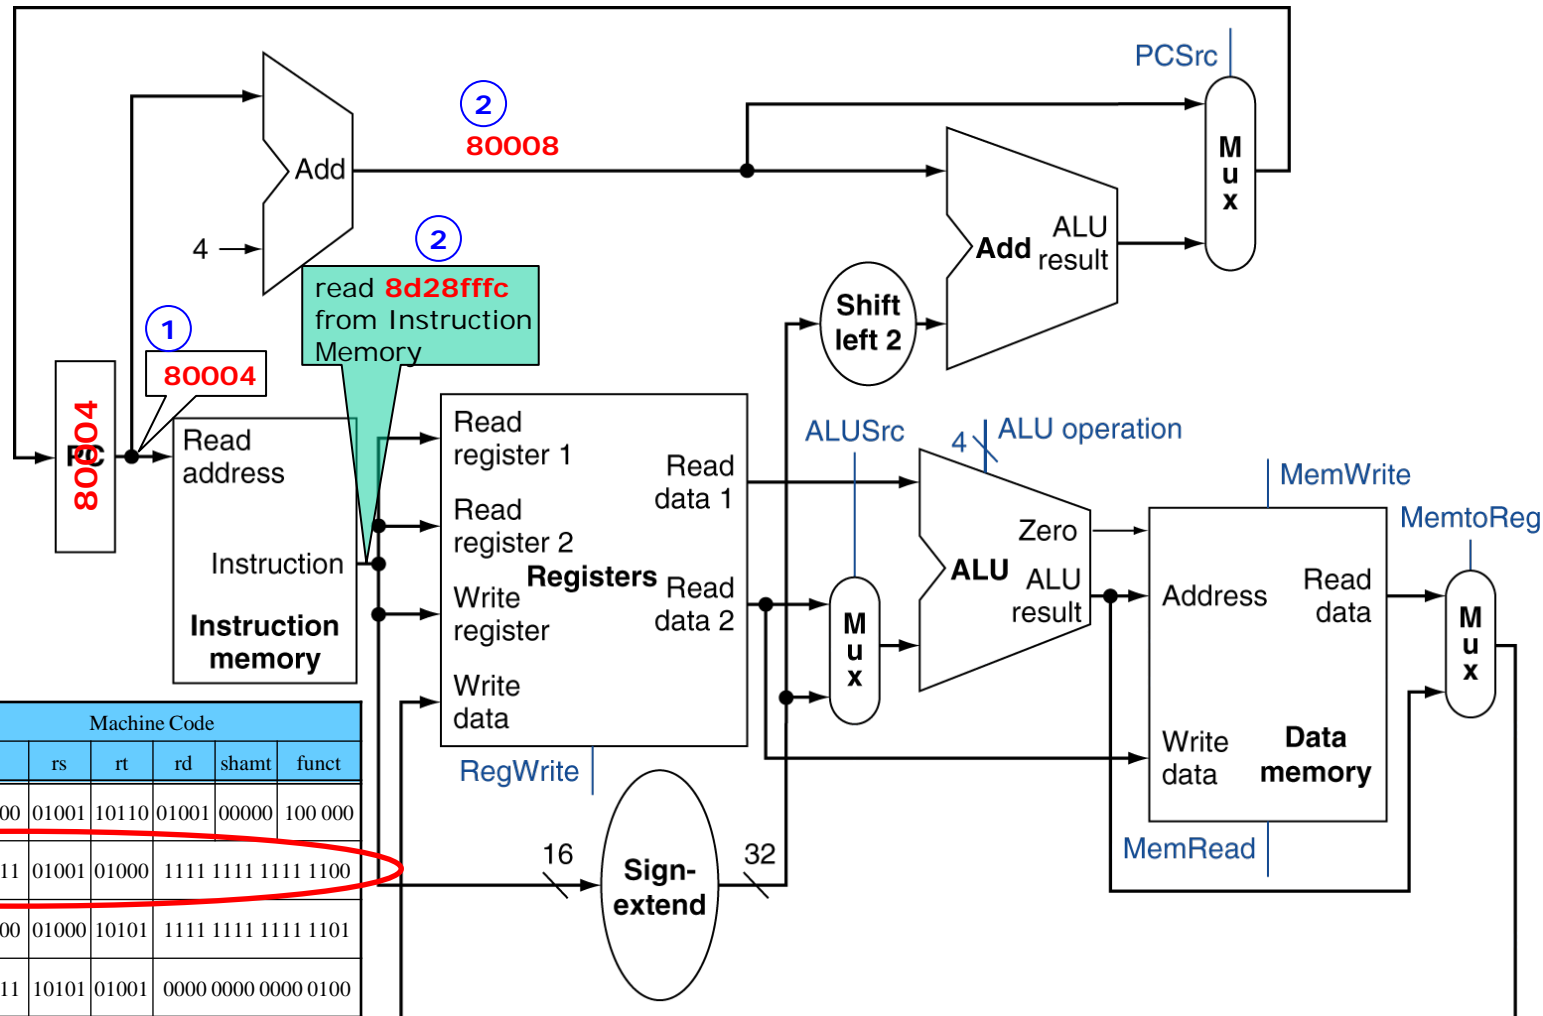 PCSrc
2
80008
M
u
x
Add
ALU
result
Add
4
2
read 8d28fffc
from Instruction
Memory
Shift
left 2
1
80004
80004
PC
Read
address
Instruction
Instruction
memory
Read
register 1
Read
register 2
Write
register
Write
data
Registers
Read
data 1
Read
data 2
RegWrite
ALUSrc
M
u
x
4
ALU operation
Zero
ALU
ALU
result
MemWrite
Address
Read
data
Write
data
Data
memory
MemRead
MemtoReg
M
u
x
16
Sign-
extend
32
Machine Code
rs rt rd shamt funct
00 01001 10110 01001 00000 100 000
11 01001 01000 1111 1111 1111 1100
00 01000 10101 1111 1111 1111 1101
11 10101 01001 0000 0000 0000 0100